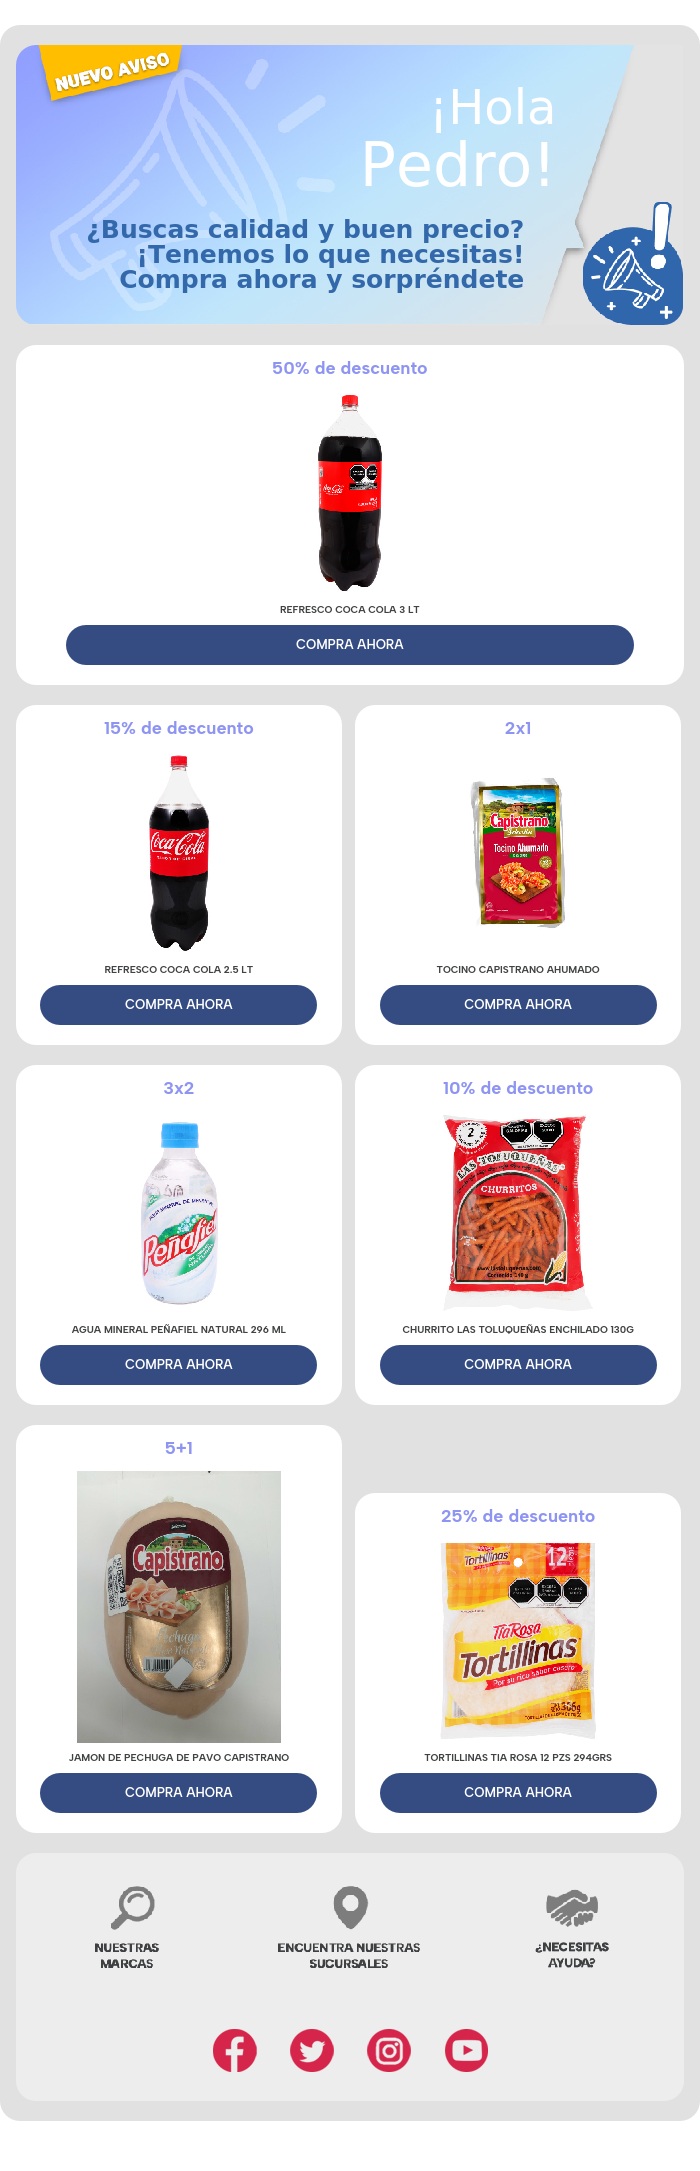 NUEVO AVISO
¡Hola
Pedro!
¿Buscas calidad y buen precio?
¡Tenemos lo que necesitas!
Compra ahora y sorpréndete
50% de descuento
REFRESCO COCA COLA 3 LT
COMPRA AHORA
15% de descuento
Coca-Cola
REFRESCO COCA COLA 2.5 LT
COMPRA AHORA
2x1
Capistrano
Tocino Ahumado
TOCINO CAPISTRANO AHUMADO
COMPRA AHORA
3x2
Peñafiel
AGUA MINERAL PEÑAFIEL NATURAL 296 ML
COMPRA AHORA
10% de descuento
2
LAS TOLUQUEÑAS
CHURRITOS
CHURRITO LAS TOLUQUEÑAS ENCHILADO 130G
COMPRA AHORA
5+1
Capistrano
Pechuga
JAMON DE PECHUGA DE PAVO CAPISTRANO
COMPRA AHORA
25% de descuento
Tortillinas
12
TíaRosa
Tortillinas
Por su rico sabor casero
TORTILLINAS TIA ROSA 12 PZS 294GRS
COMPRA AHORA
NUESTRAS
MARCAS
ENCUENTRA NUESTRAS
SUCURSALES
¿NECESITAS
AYUDA?